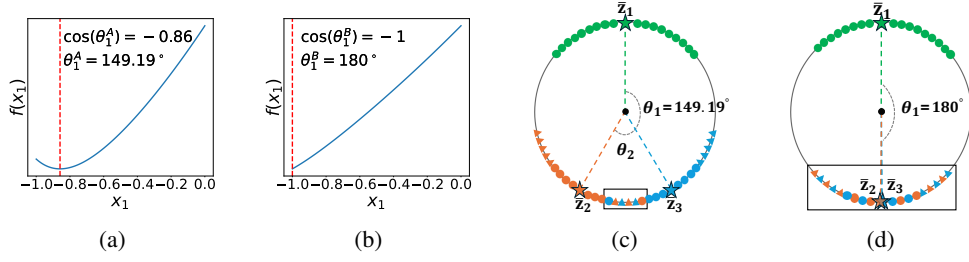 f(x₁)
cos(θ₁ᴬ) = −0.86
θ₁ᴬ = 149.19°
−1.0 −0.8 −0.6 −0.4 −0.2 0.0
x₁
(a)
f(x₁)
cos(θ₁ᴮ) = −1
θ₁ᴮ = 180°
−1.0 −0.8 −0.6 −0.4 −0.2 0.0
x₁
(b)
z̄₁
θ₁=149.19°
θ₂
z̄₂
z̄₃
(c)
z̄₁
θ₁=180°
z̄₂ z̄₃
(d)